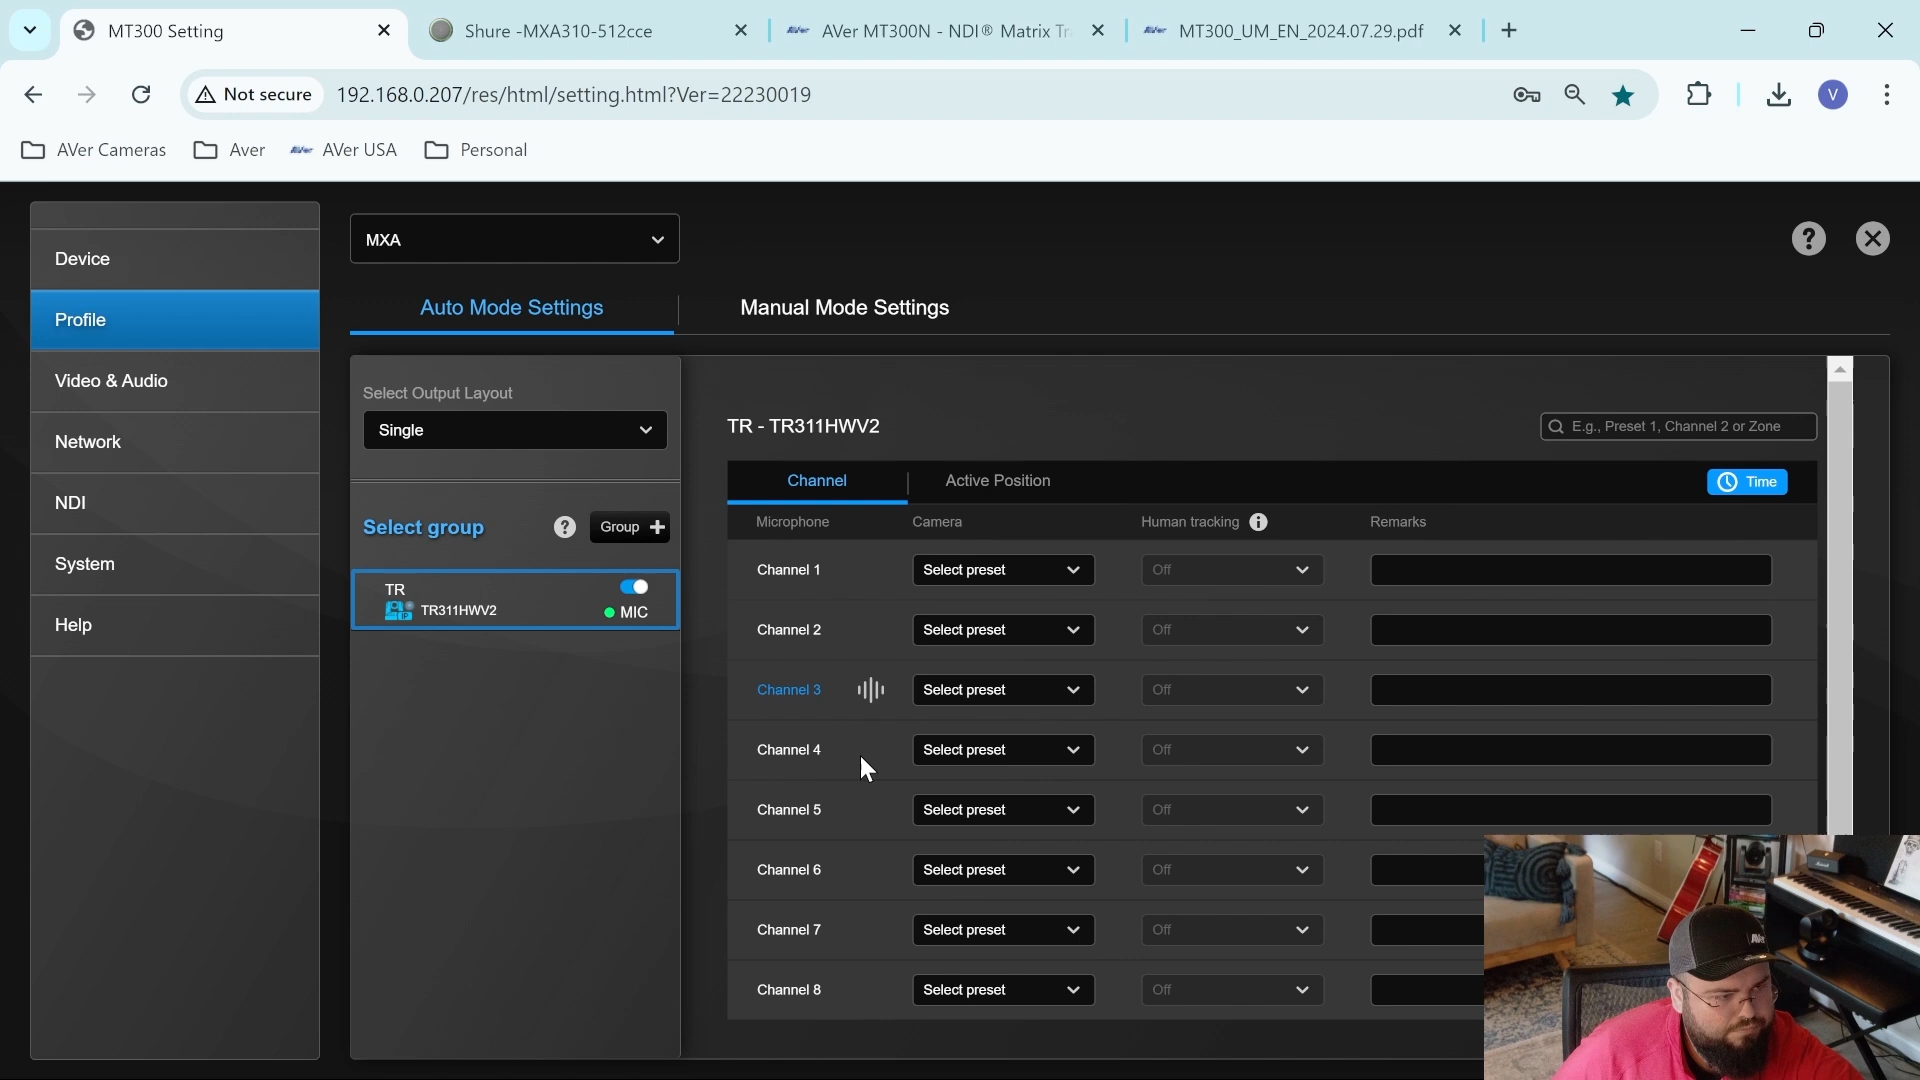 MT300 Setting
Shure -MXA310-512cce
AVer MT300N - NDI® Matrix Tr
MT300_UM_EN_2024.07.29.pdf
Not secure
192.168.0.207/res/html/setting.html?Ver=22230019
V
AVer Cameras
Aver
AVer USA
Personal
Device
Profile
Video & Audio
Network
NDI
System
Help
MXA
Auto Mode Settings
Manual Mode Settings
Select Output Layout
Single
Select group
Group +
TR
TR311HWV2
MIC
TR - TR311HWV2
E.g., Preset 1, Channel 2 or Zone
Channel
Active Position
Time
Microphone
Camera
Human tracking
Remarks
Channel 1
Select preset
Off
Channel 2
Select preset
Off
Channel 3
Select preset
Off
Channel 4
Select preset
Off
Channel 5
Select preset
Off
Channel 6
Select preset
Off
Channel 7
Select preset
Off
Channel 8
Select preset
Off